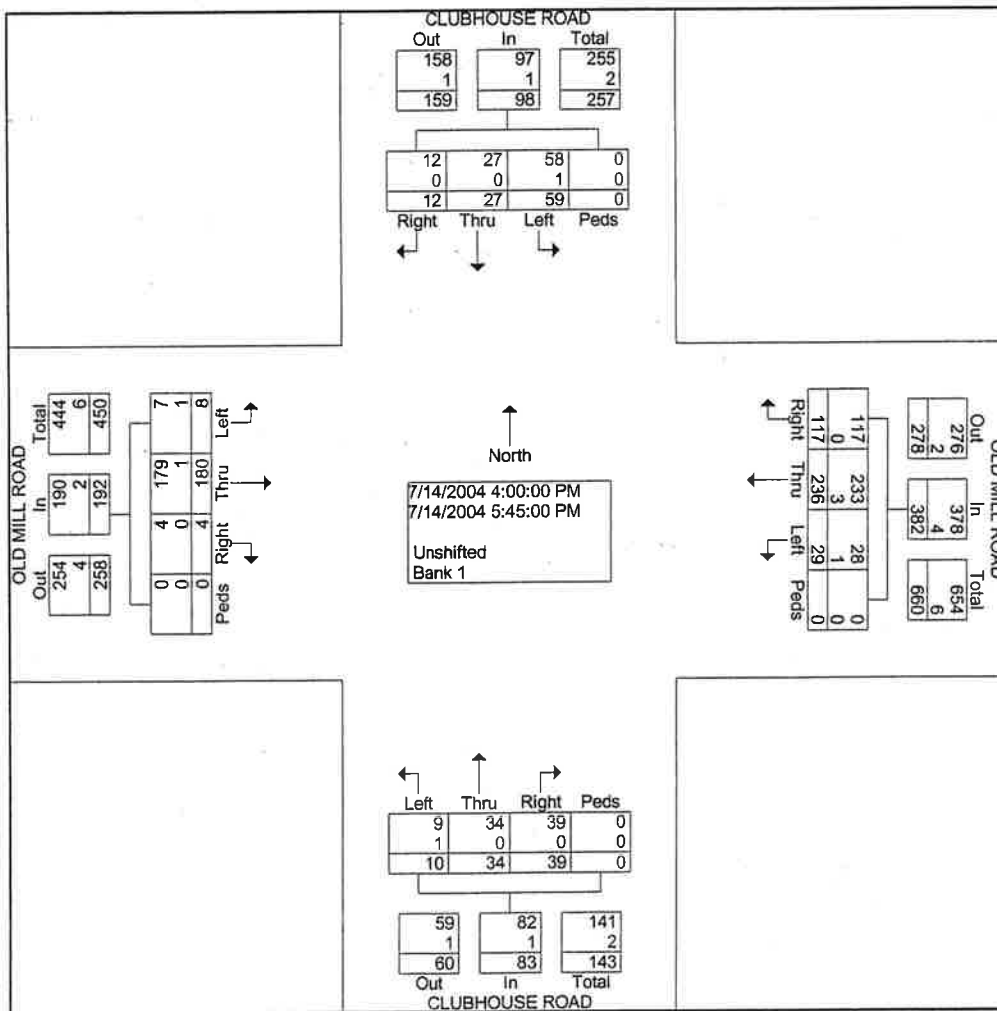 CLUBHOUSE ROAD
Out In Total
158 97 255
1 1 2
159 98 257
12 27 58 0
0 0 1 0
12 27 59 0
Right Thru Left Peds
OLD MILL ROAD
Total In Out
444 190 254
6 2 4
450 192 258
7 179 4 0
1 1 0 0
8 180 4 0
Left Thru Right Peds
North
7/14/2004 4:00:00 PM
7/14/2004 5:45:00 PM
Unshifted
Bank 1
OLD MILL ROAD
Out In Total
276 378 654
2 4 6
278 382 660
117 233 28 0
0 3 1 0
117 236 29 0
Right Thru Left Peds
Left Thru Right Peds
9 34 39 0
1 0 0 0
10 34 39 0
59 82 141
1 1 2
60 83 143
Out In Total
CLUBHOUSE ROAD